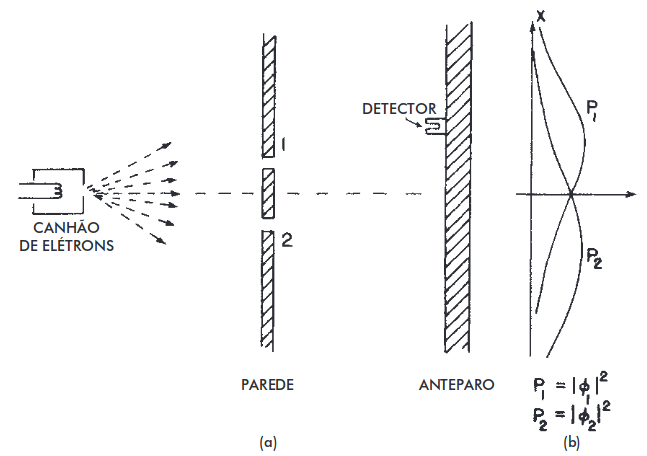 X
DETECTOR
P₁
1
CANHÃO
DE ELÉTRONS
2
P₂
PAREDE
ANTEPARO
P₁ = |ϕ₁|²
P₂ = |ϕ₂|²
(a)
(b)